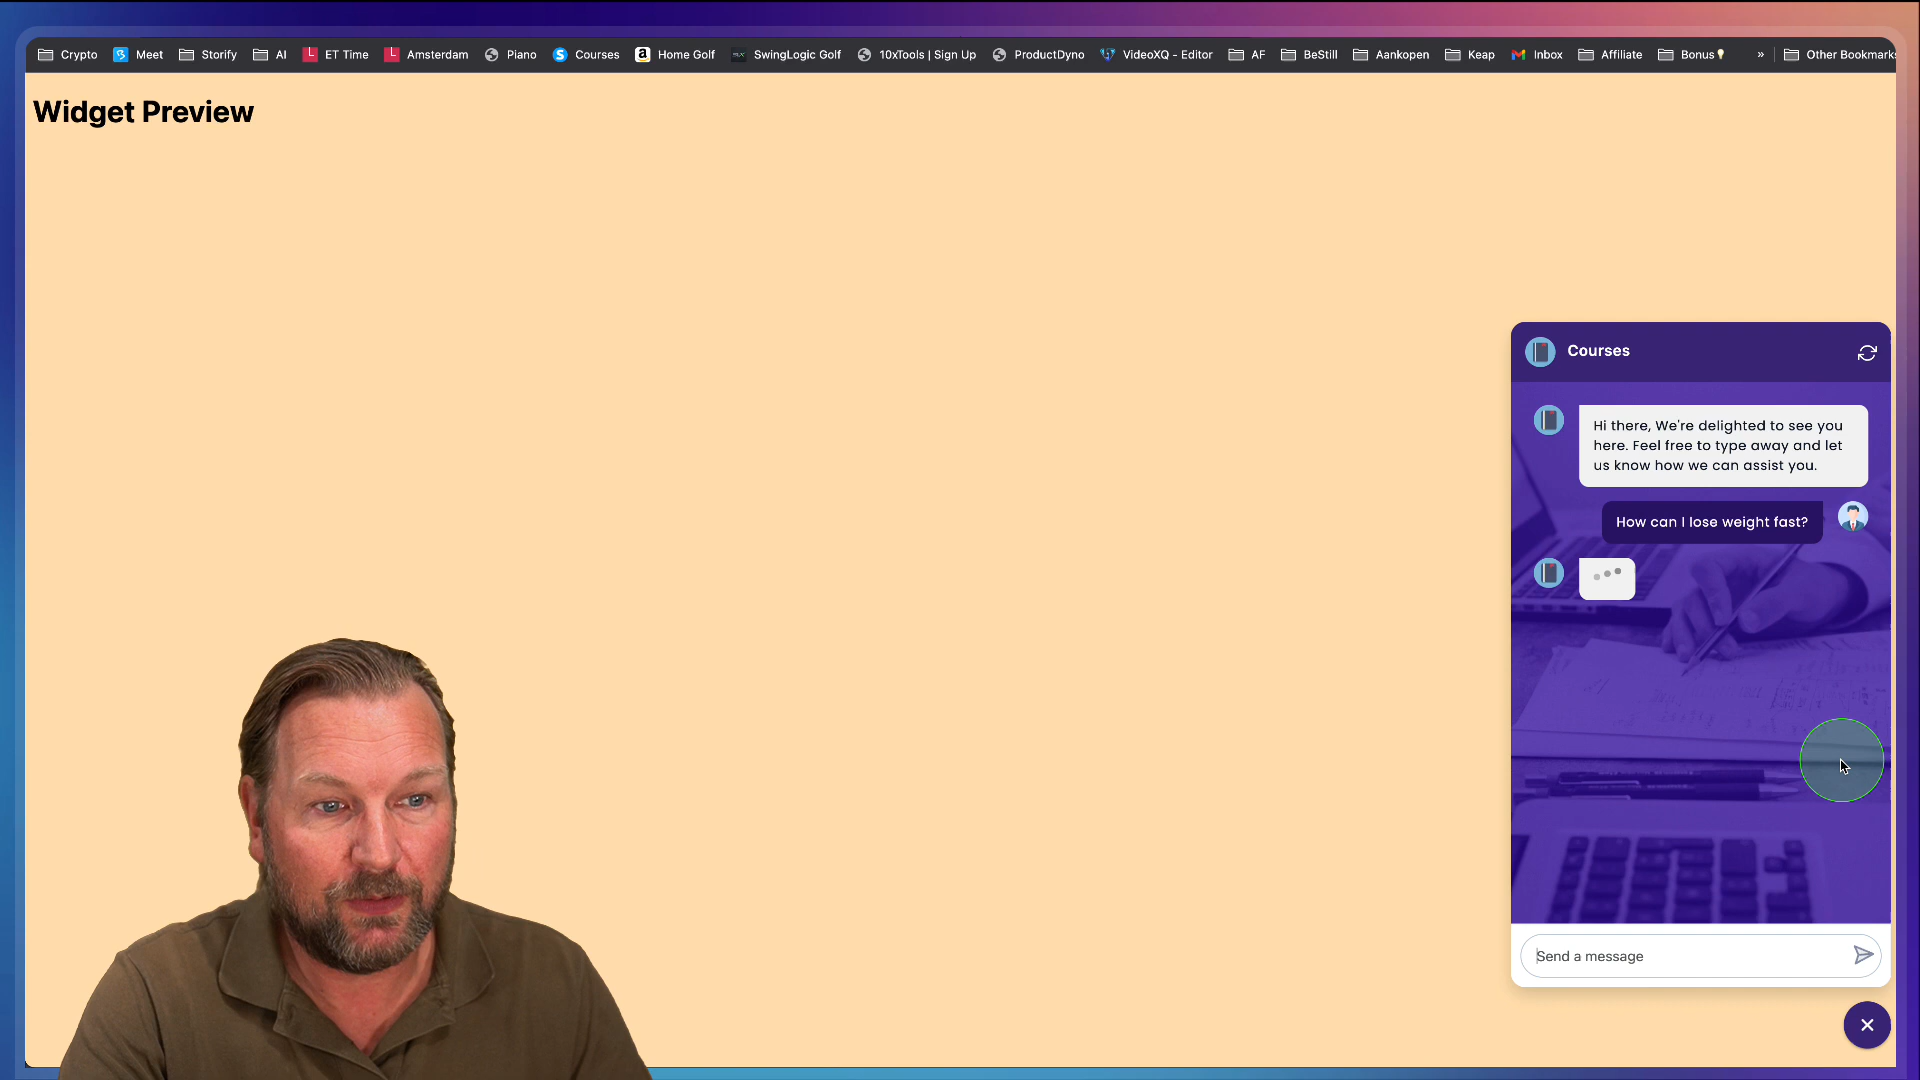 Crypto Meet Storify AI ET Time Amsterdam Piano Courses Home Golf SwingLogic Golf 10xTools | Sign Up ProductDyno VideoXQ - Editor AF BeStill Aankopen Keap Inbox Affiliate Bonus » Other Bookmarks
Widget Preview
Courses
Hi there, We're delighted to see you
here. Feel free to type away and let
us know how we can assist you.
How can I lose weight fast?
Send a message